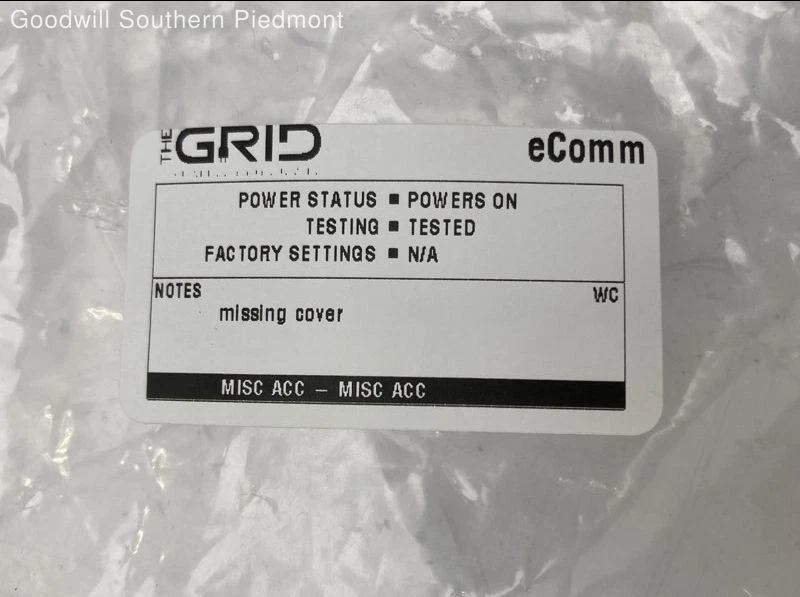 Goodwill Southern Piedmont
THE GRID
eComm
POWER STATUS ■ POWERS ON
TESTING ■ TESTED
FACTORY SETTINGS ■ N/A
NOTES WC
missing cover
MISC ACC – MISC ACC